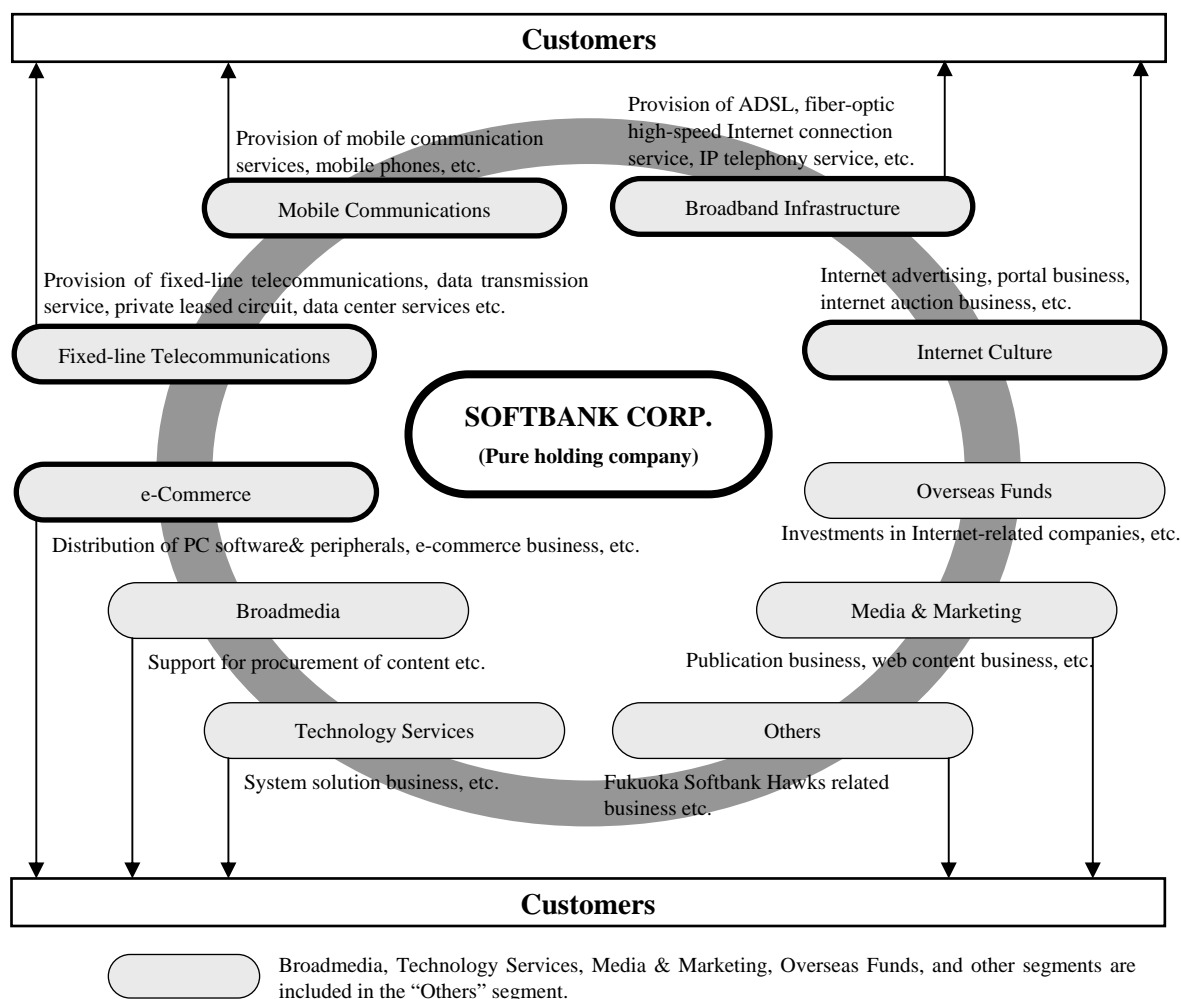 Customers
Provision of mobile communication
services, mobile phones, etc.
Mobile Communications
Provision of ADSL, fiber-optic
high-speed Internet connection
service, IP telephony service, etc.
Broadband Infrastructure
Provision of fixed-line telecommunications, data transmission
service, private leased circuit, data center services etc.
Fixed-line Telecommunications
Internet advertising, portal business,
internet auction business, etc.
Internet Culture
SOFTBANK CORP.
(Pure holding company)
e-Commerce
Distribution of PC software& peripherals, e-commerce business, etc.
Overseas Funds
Investments in Internet-related companies, etc.
Broadmedia
Support for procurement of content etc.
Media & Marketing
Publication business, web content business, etc.
Technology Services
System solution business, etc.
Others
Fukuoka Softbank Hawks related
business etc.
Customers
Broadmedia, Technology Services, Media & Marketing, Overseas Funds, and other segments are
included in the “Others” segment.